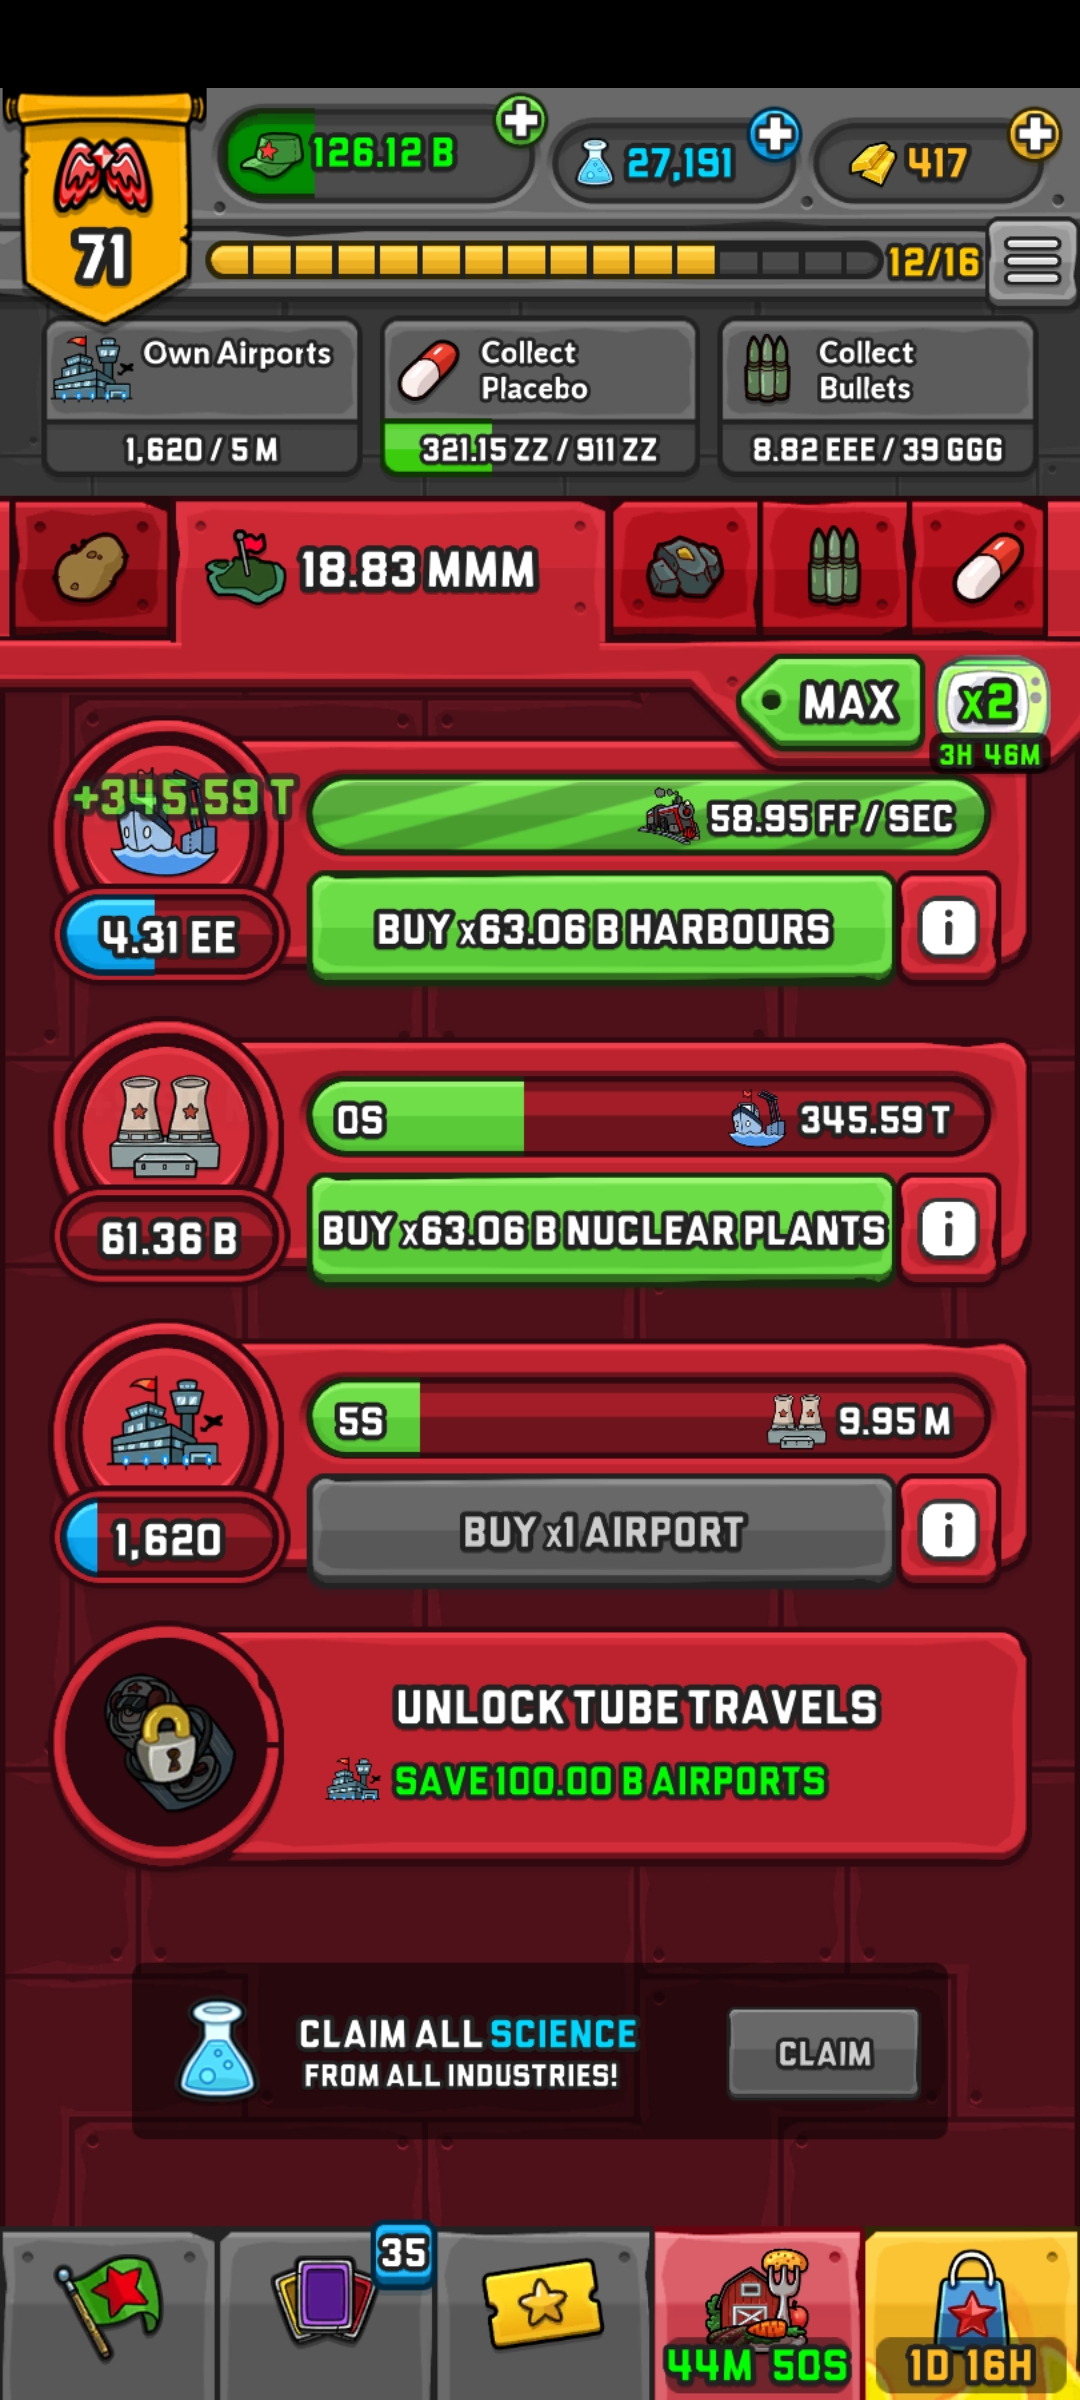 126.12 B
27,191
417
71
12/16
Own Airports
1,620 / 5 M
Collect
Placebo
321.15 ZZ / 911 ZZ
Collect
Bullets
8.82 EEE / 39 GGG
18.83 MMM
MAX
x2
3H 46M
+345.59 T
58.95 FF / SEC
4.31 EE
BUY x63.06 B HARBOURS
i
0S
345.59 T
61.36 B
BUY x63.06 B NUCLEAR PLANTS
i
5S
9.95 M
1,620
BUY x1 AIRPORT
i
UNLOCK TUBE TRAVELS
SAVE 100.00 B AIRPORTS
CLAIM ALL SCIENCE
FROM ALL INDUSTRIES!
CLAIM
35
44M 50S
1D 16H